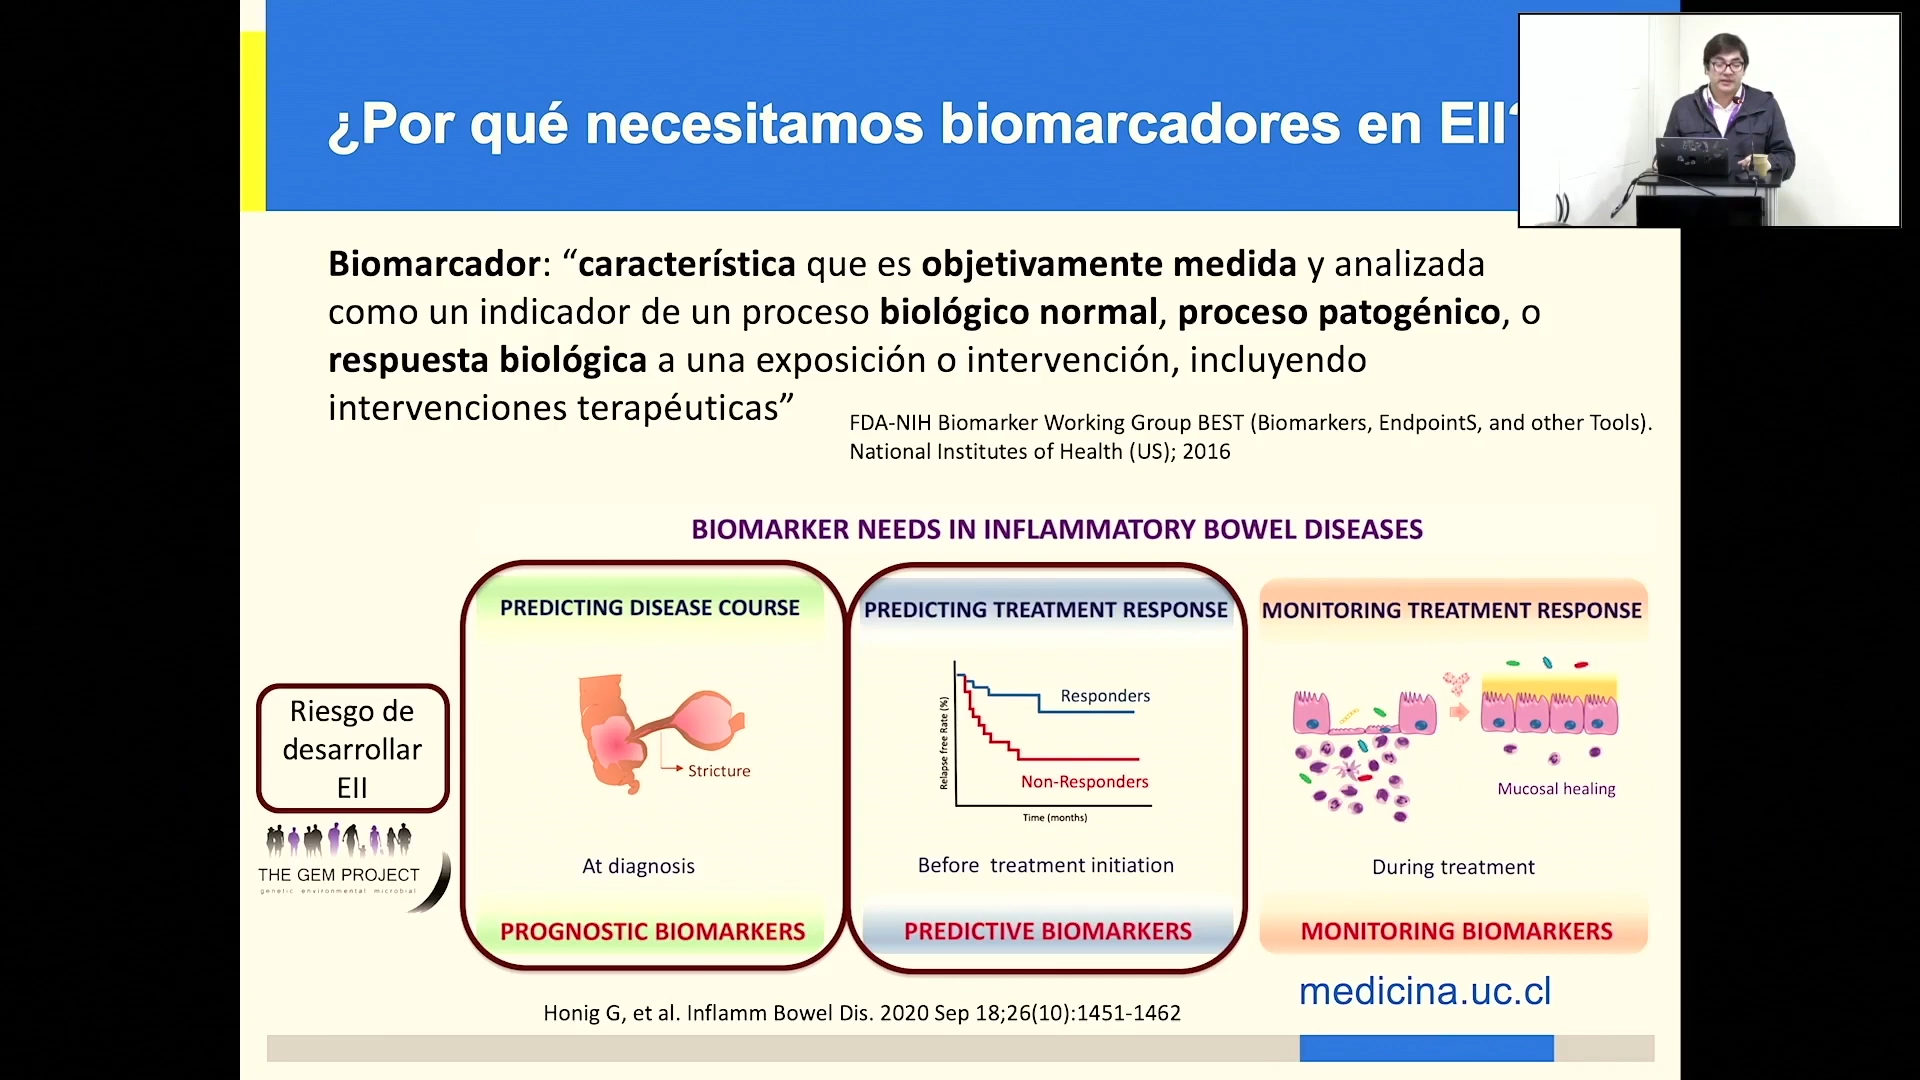 ¿Por qué necesitamos biomarcadores en EII?
Biomarcador: “característica que es objetivamente medida y analizada
como un indicador de un proceso biológico normal, proceso patogénico, o
respuesta biológica a una exposición o intervención, incluyendo
intervenciones terapéuticas”
FDA-NIH Biomarker Working Group BEST (Biomarkers, EndpointS, and other Tools).
National Institutes of Health (US); 2016
BIOMARKER NEEDS IN INFLAMMATORY BOWEL DISEASES
Riesgo de
desarrollar
EII
THE GEM PROJECT
genetic environmental microbial
PREDICTING DISEASE COURSE
Stricture
At diagnosis
PROGNOSTIC BIOMARKERS
PREDICTING TREATMENT RESPONSE
Relapse free Rate (%)
Responders
Non-Responders
Time (months)
Before treatment initiation
PREDICTIVE BIOMARKERS
MONITORING TREATMENT RESPONSE
Mucosal healing
During treatment
MONITORING BIOMARKERS
medicina.uc.cl
Honig G, et al. Inflamm Bowel Dis. 2020 Sep 18;26(10):1451-1462